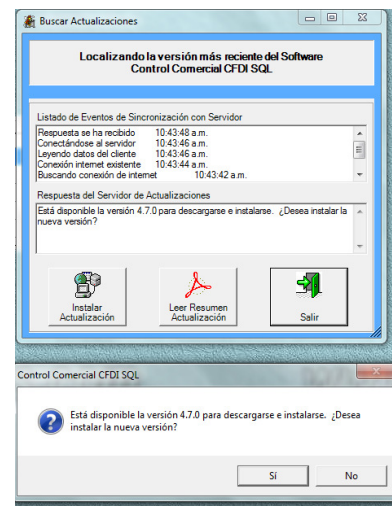 Buscar Actualizaciones
Localizando la versión más reciente del Software
Control Comercial CFDI SQL
Listado de Eventos de Sincronización con Servidor
Respuesta se ha recibido 10:43:48 a.m.
Conectándose al servidor 10:43:46 a.m.
Leyendo datos del cliente 10:43:46 a.m.
Conexión internet existente 10:43:44 a.m.
Buscando conexión de internet 10:43:42 a.m.
Respuesta del Servidor de Actualizaciones
Está disponible la versión 4.7.0 para descargarse e instalarse. ¿Desea instalar la
nueva versión?
Instalar
Actualización
Leer Resumen
Actualización
Salir
Control Comercial CFDI SQL
Está disponible la versión 4.7.0 para descargarse e instalarse. ¿Desea
instalar la nueva versión?
Sí
No